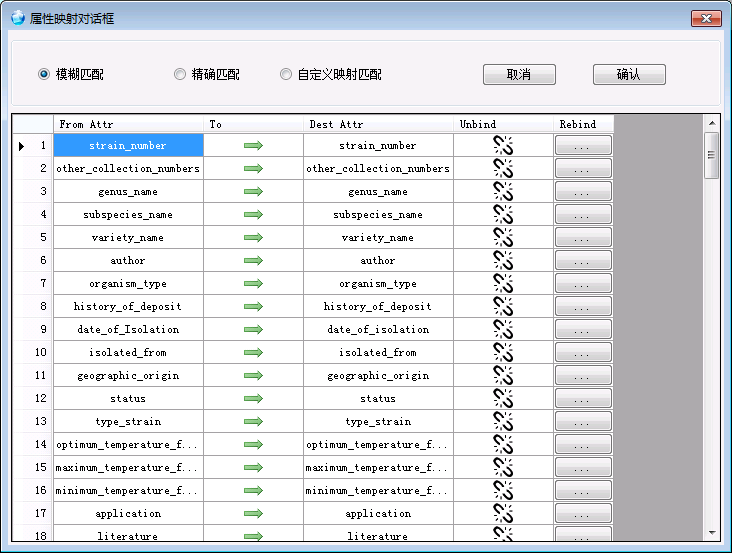 属性映射对话框
模糊匹配 精确匹配 自定义映射匹配 取消 确认
From Attr To Dest Attr Unbind Rebind
1 strain_number strain_number ...
2 other_collection_numbers other_collection_numbers ...
3 genus_name genus_name ...
4 subspecies_name subspecies_name ...
5 variety_name variety_name ...
6 author author ...
7 organism_type organism_type ...
8 history_of_deposit history_of_deposit ...
9 date_of_Isolation date_of_isolation ...
10 isolated_from isolated_from ...
11 geographic_origin geographic_origin ...
12 status status ...
13 type_strain type_strain ...
14 optimum_temperature_f... optimum_temperature_f... ...
15 maximum_temperature_f... maximum_temperature_f... ...
16 minimum_temperature_f... minimum_temperature_f... ...
17 application application ...
18 literature literature ...